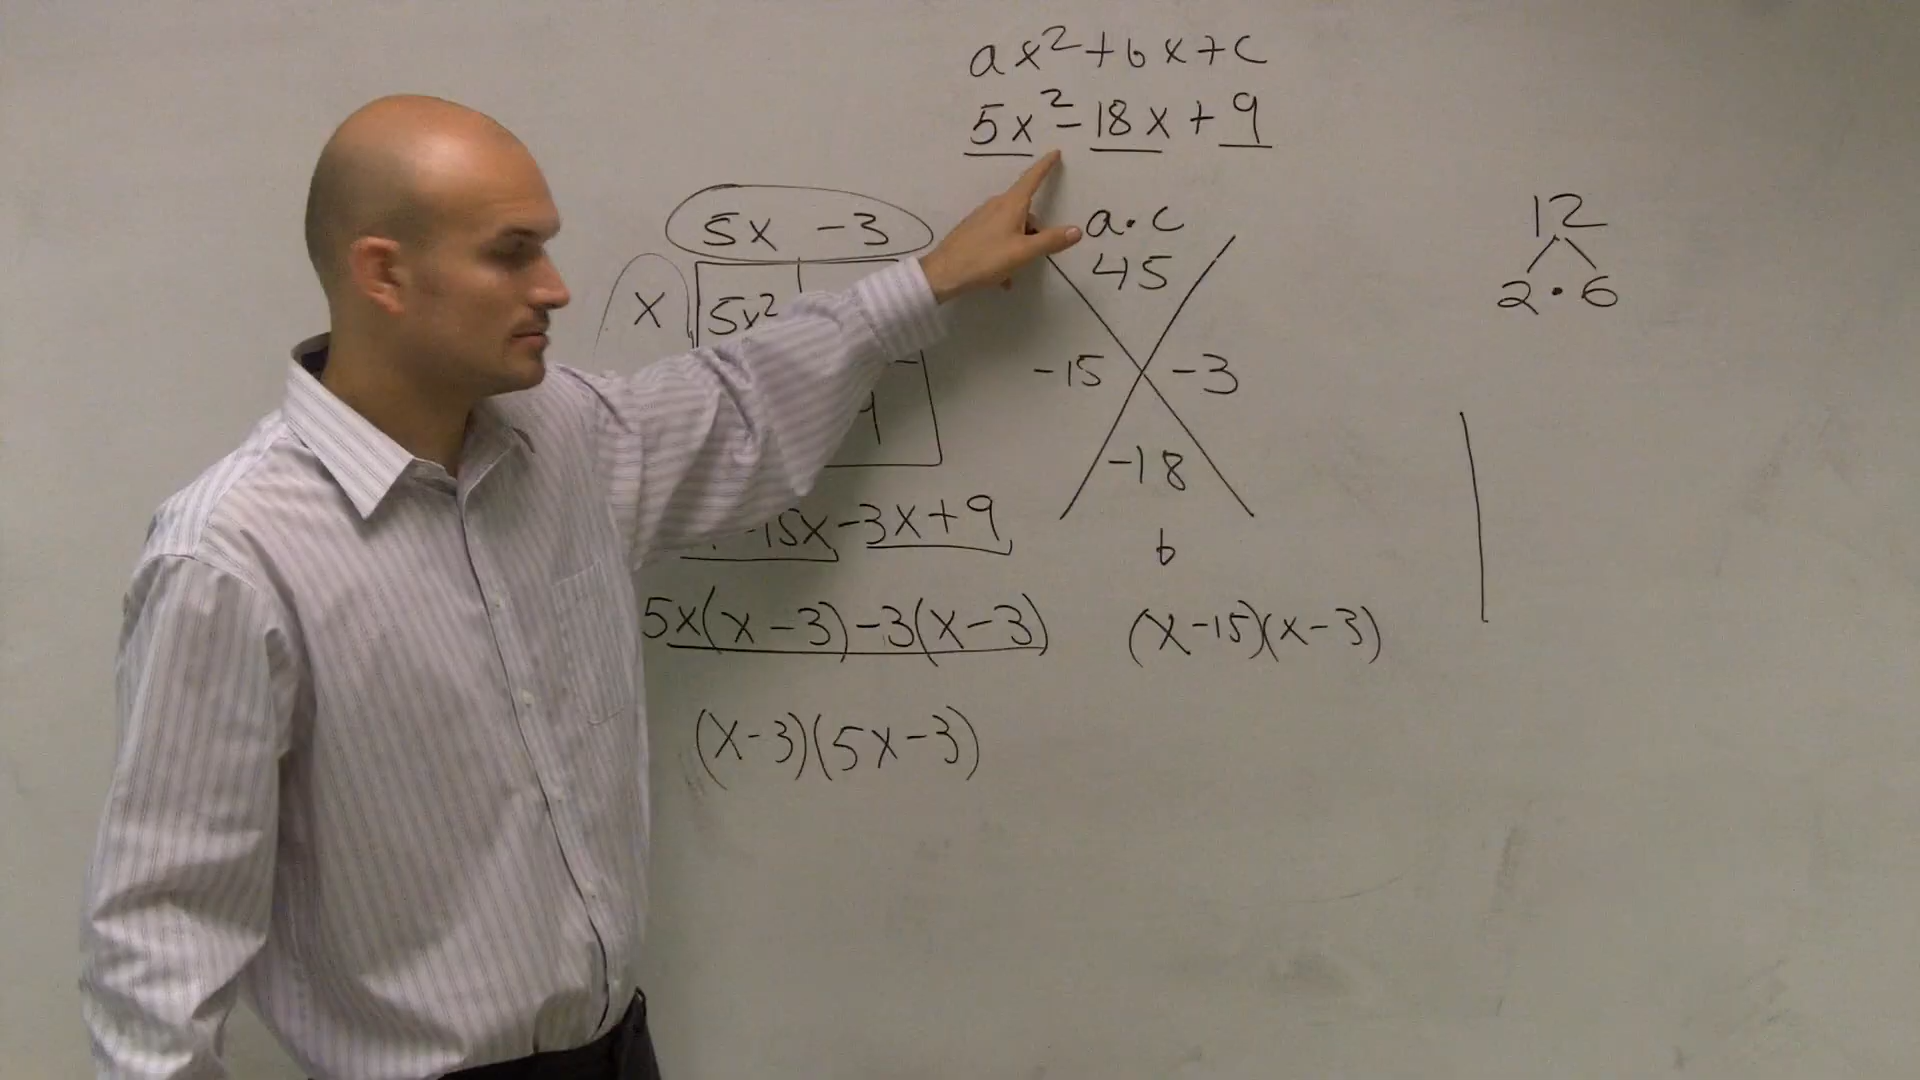 ax²+bx+c
5x²-18x+9
5x -3
x
5x²
9
a·c
45
-15 -3
-18
b
15x-3x+9
5x(x-3)-3(x-3)
(x-3)(5x-3)
(x-15)(x-3)
12
2·6